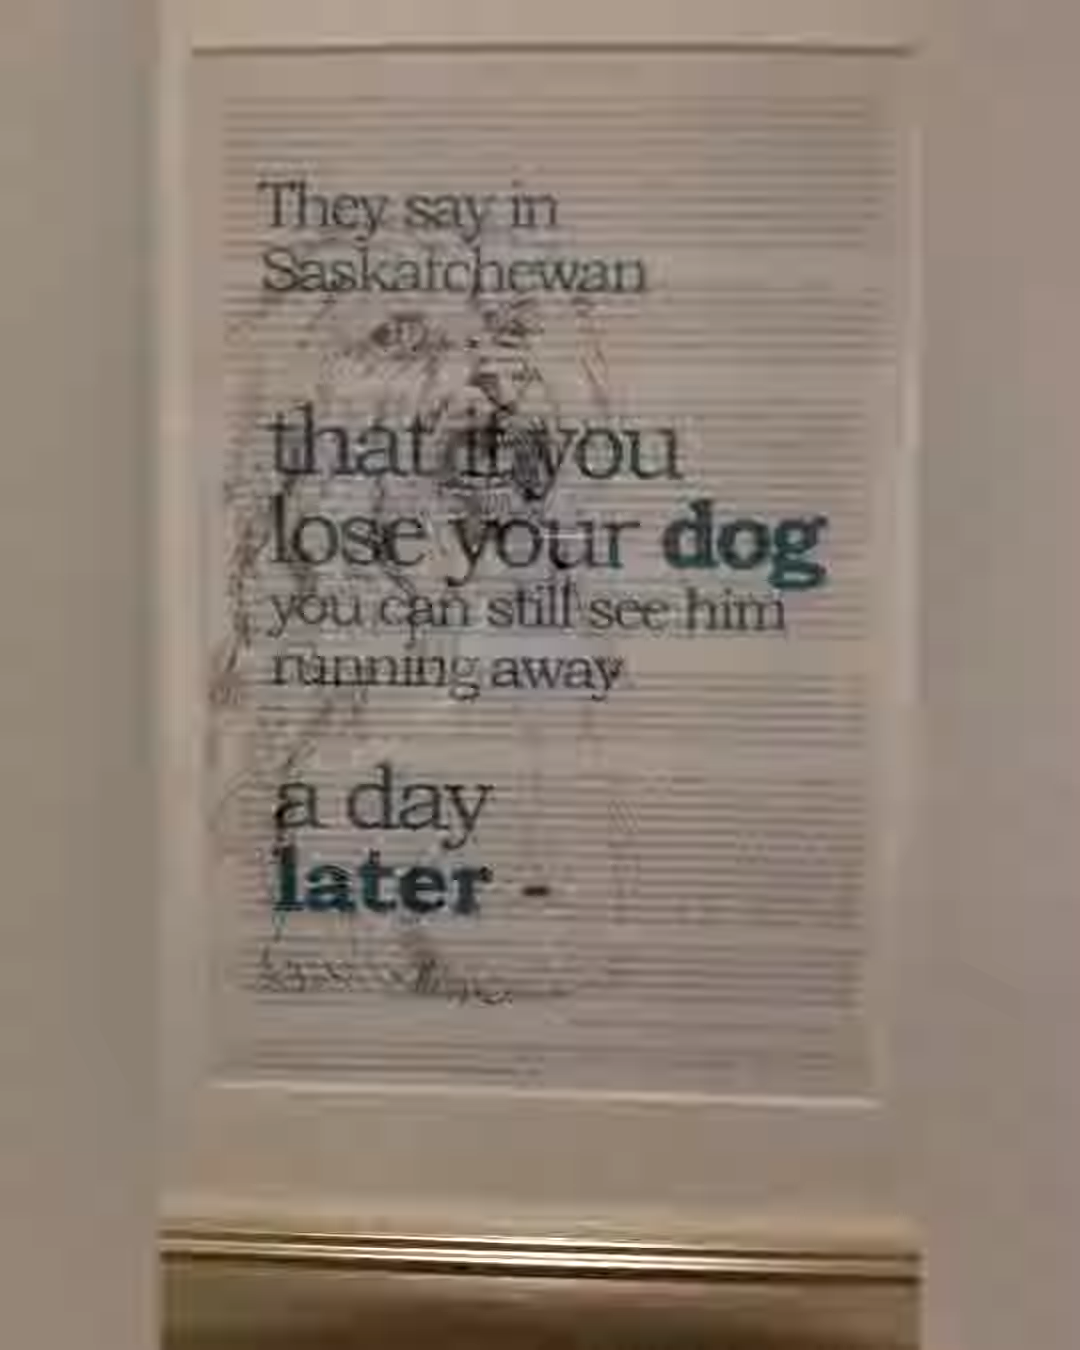 They say in
Saskatchewan
that if you
lose your dog
you can still see him
running away
a day
later -